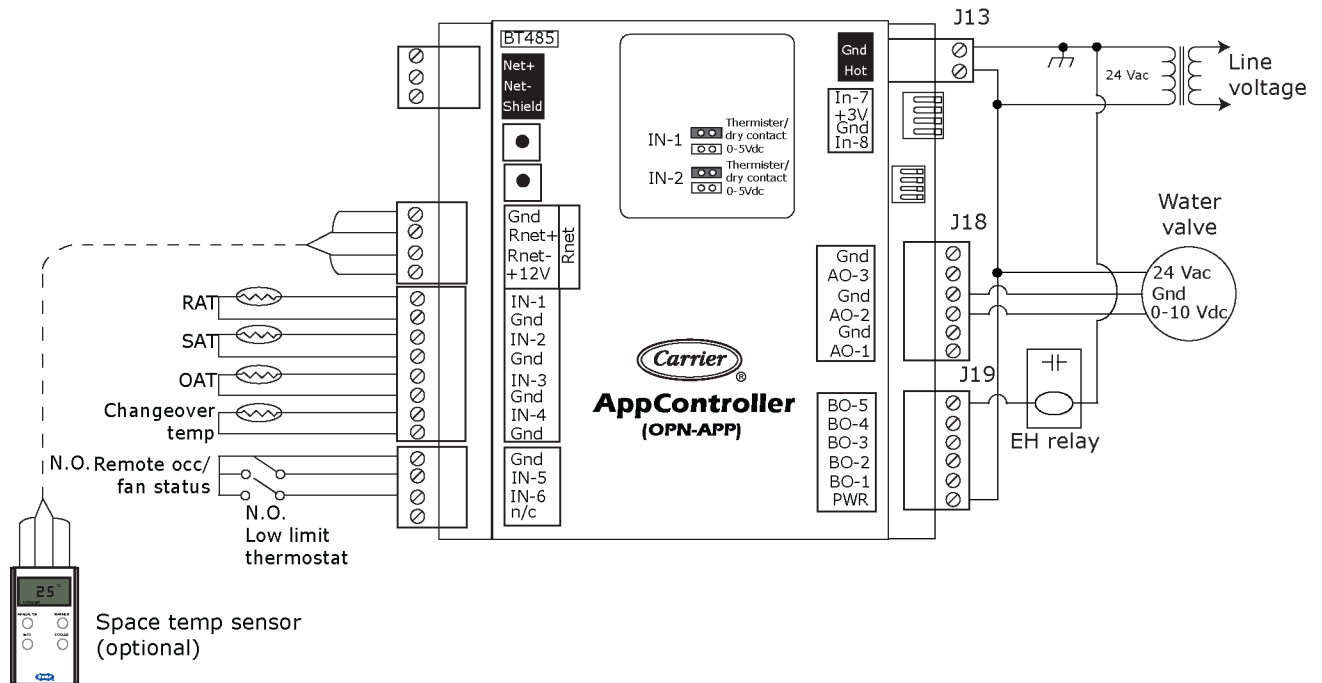 J13
BT485
Net+
Net-
Shield
Gnd
Hot
24 Vac
Line
voltage
In-7
+3V
Gnd
In-8
IN-1
Thermister/
dry contact
0-5Vdc
IN-2
Thermister/
dry contact
0-5Vdc
Gnd
Rnet+
Rnet-
+12V
Rnet
J18
Water
valve
Gnd
AO-3
Gnd
AO-2
Gnd
AO-1
24 Vac
Gnd
0-10 Vdc
RAT
SAT
OAT
Changeover
temp
IN-1
Gnd
IN-2
Gnd
IN-3
Gnd
IN-4
Gnd
Carrier
®
AppController
(OPN-APP)
J19
BO-5
BO-4
BO-3
BO-2
BO-1
PWR
EH relay
N.O. Remote occ/
fan status
Gnd
IN-5
IN-6
n/c
N.O.
Low limit
thermostat
25
Space temp sensor
(optional)